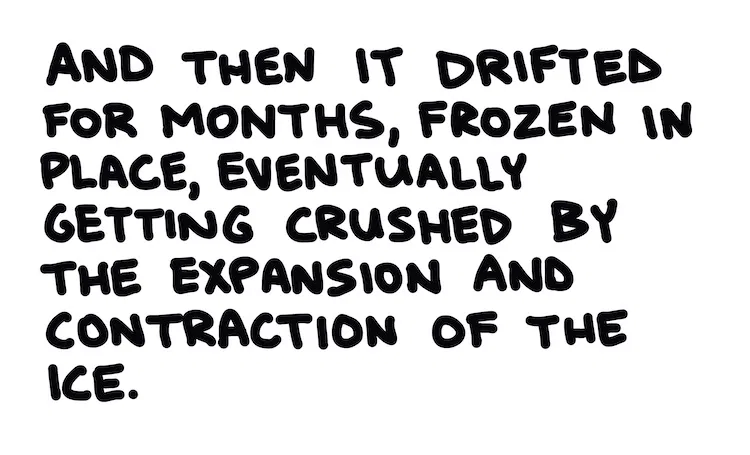 AND THEN IT DRIFTED
FOR MONTHS, FROZEN IN
PLACE, EVENTUALLY
GETTING CRUSHED BY
THE EXPANSION AND
CONTRACTION OF THE
ICE.